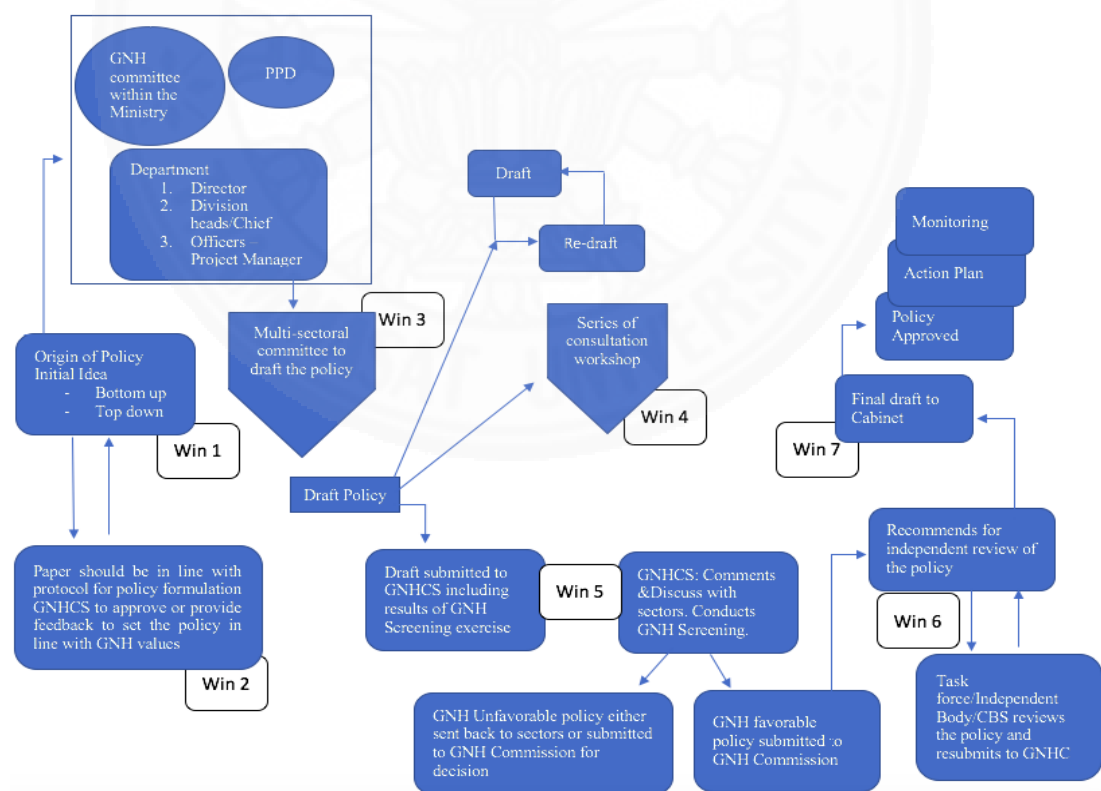 GNH
committee
within the
Ministry
PPD
Department
1. Director
2. Division
heads/Chief
3. Officers –
Project Manager
Draft
Re-draft
Monitoring
Action Plan
Policy
Approved
Win 3
Multi-sectoral
committee to
draft the policy
Series of
consultation
workshop
Win 4
Origin of Policy
Initial Idea
- Bottom up
- Top down
Win 1
Final draft to
Cabinet
Win 7
Draft Policy
Paper should be in line with
protocol for policy formulation
GNHCS to approve or provide
feedback to set the policy in
line with GNH values
Win 2
Draft submitted to
GNHCS including
results of GNH
Screening exercise
Win 5
GNHCS: Comments
&Discuss with
sectors. Conducts
GNH Screening.
Recommends for
independent review of
the policy
Win 6
GNH Unfavorable policy either
sent back to sectors or submitted
to GNH Commission for
decision
GNH favorable
policy submitted to
GNH Commission
Task
force/Independent
Body/CBS reviews
the policy and
resubmits to GNHC